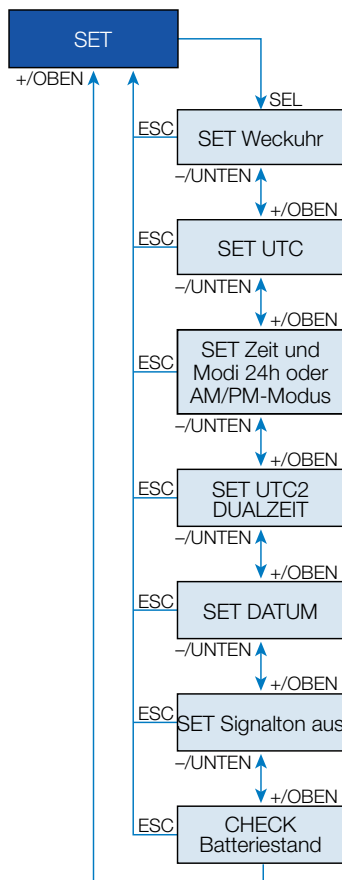 SET
+/OBEN
SEL
ESC
SET Weckuhr
–/UNTEN
+/OBEN
ESC
SET UTC
–/UNTEN
+/OBEN
ESC
SET Zeit und
Modi 24h oder
AM/PM-Modus
–/UNTEN
+/OBEN
ESC
SET UTC2
DUALZEIT
–/UNTEN
+/OBEN
ESC
SET DATUM
–/UNTEN
+/OBEN
ESC
SET Signalton aus
–/UNTEN
+/OBEN
ESC
CHECK
Batteriestand